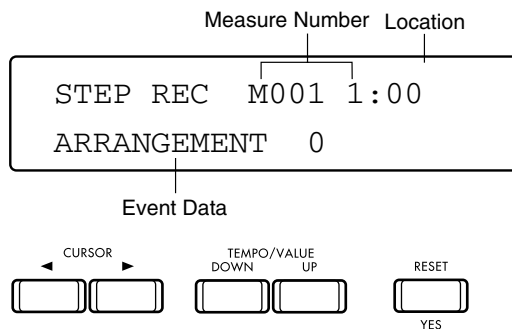 Measure Number Location
STEP REC M001 1:00
ARRANGEMENT 0
Event Data
CURSOR
◄ ►
TEMPO/VALUE
DOWN UP
RESET
YES